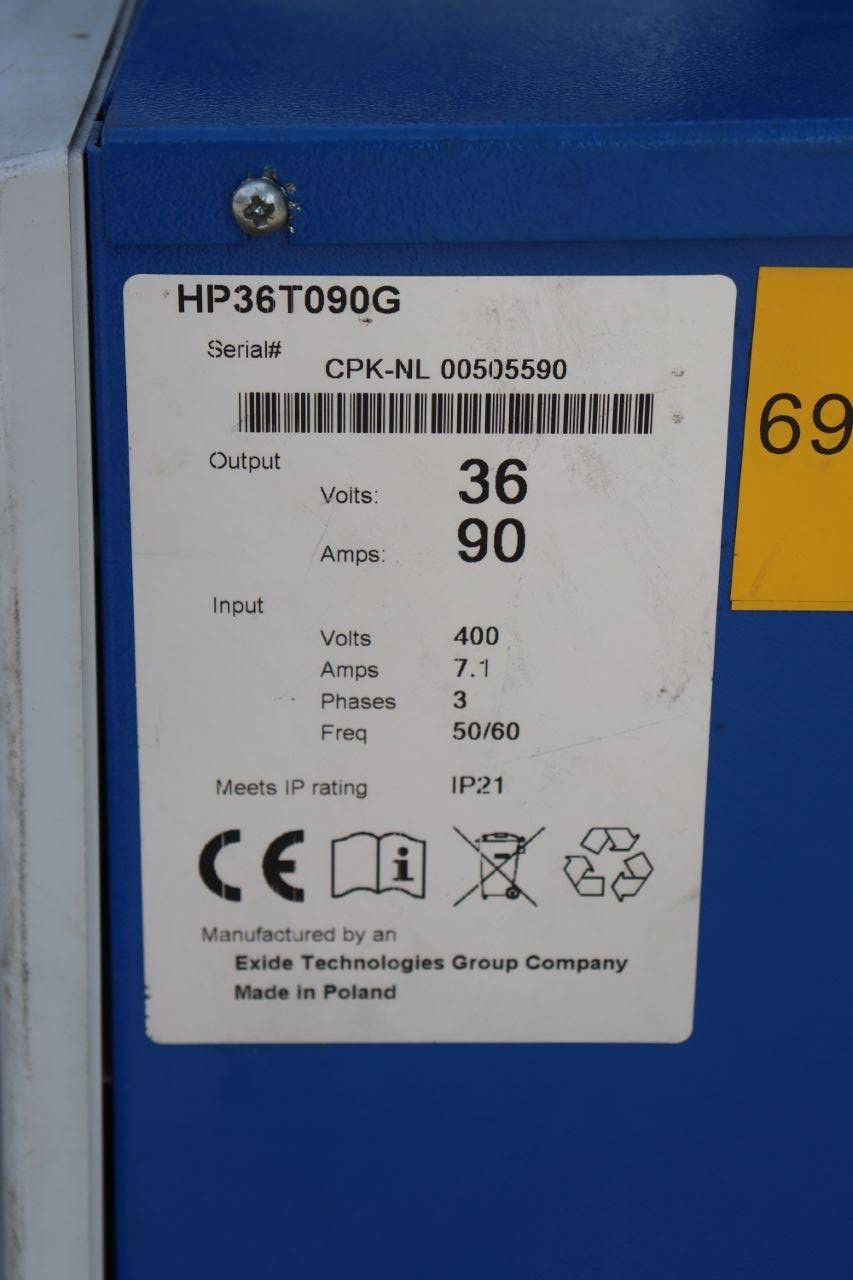 HP36T090G
Serial#
CPK-NL 00505590
69
Output
Volts: 36
Amps: 90
Input
Volts 400
Amps 7.1
Phases 3
Freq 50/60
Meets IP rating IP21
CE
Manufactured by an
Exide Technologies Group Company
Made in Poland